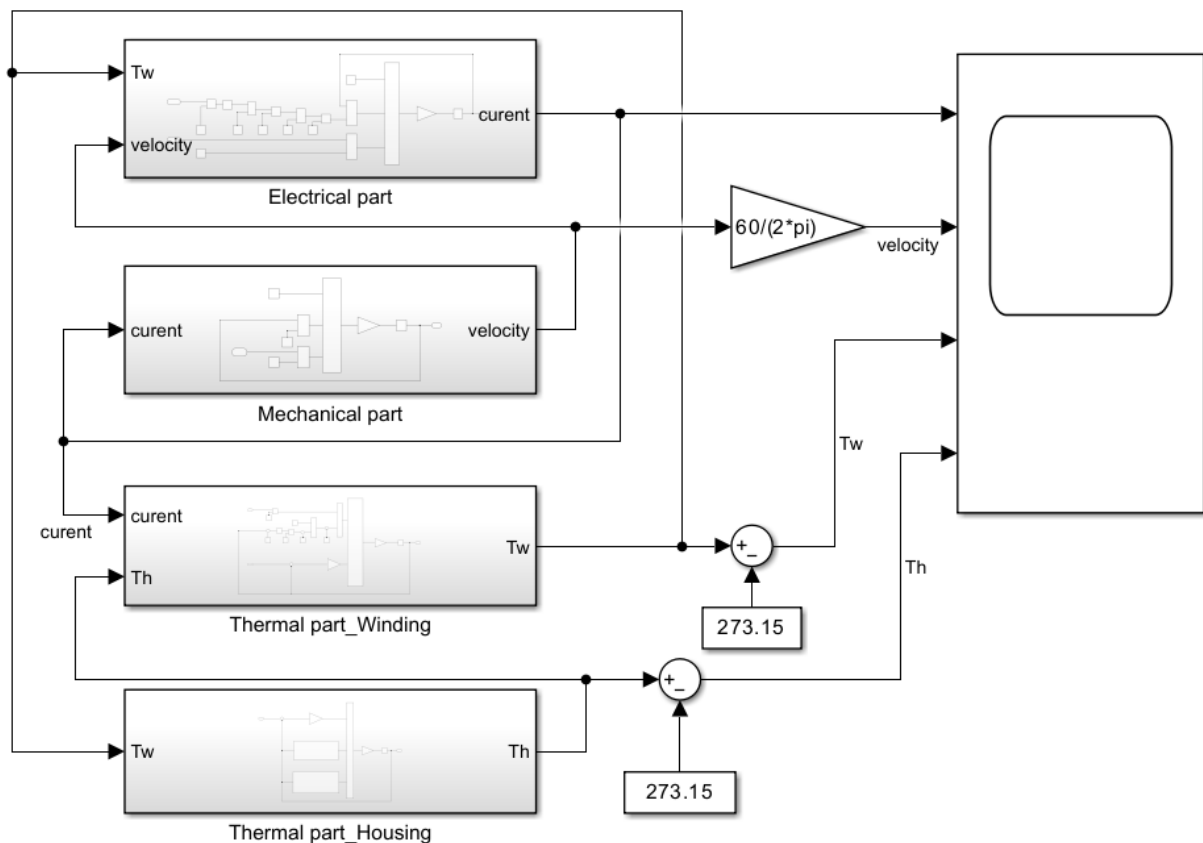 Tw
velocity
curent
Electrical part
60/(2*pi)
velocity
curent
velocity
Mechanical part
Tw
curent
curent
Th
Tw
Thermal part_Winding
+
−
273.15
Th
+
−
Tw
Th
Thermal part_Housing
273.15